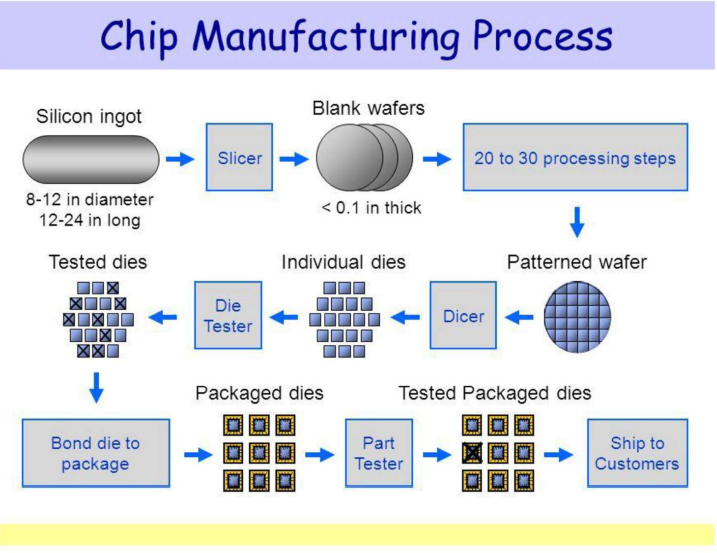 Chip Manufacturing Process
Silicon ingot
Blank wafers
Slicer
20 to 30 processing steps
8-12 in diameter
12-24 in long
< 0.1 in thick
Tested dies
Individual dies
Patterned wafer
Die
Tester
Dicer
Packaged dies
Tested Packaged dies
Bond die to
package
Part
Tester
Ship to
Customers